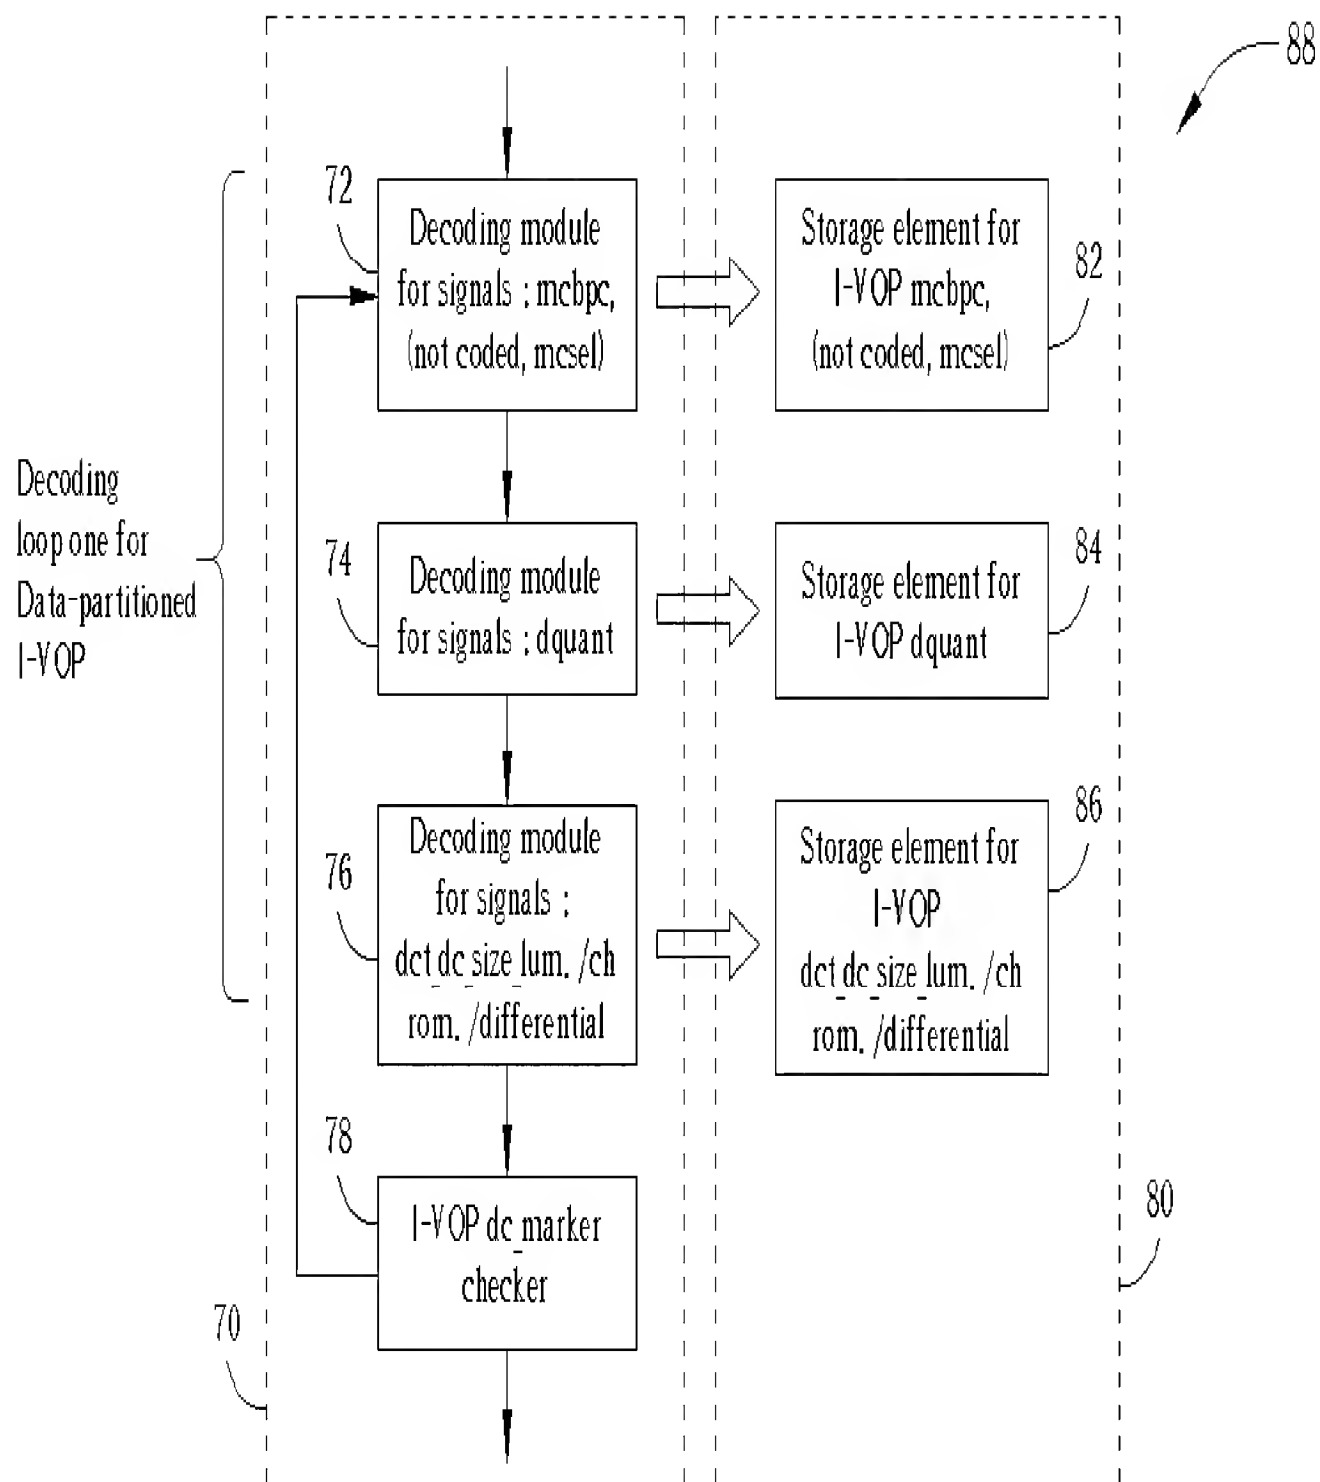 88
72
Decoding module
for signals : mcbpc,
(not coded, mcsel)
Storage element for
I-VOP mcbpc,
(not coded, mcsel)
82
Decoding
loop one for
Data-partitioned
I-VOP
74
Decoding module
for signals : dquant
Storage element for
I-VOP dquant
84
76
Decoding module
for signals :
dct_dc_size_lum. /ch
rom. /differential
Storage element for
I-VOP
dct_dc_size_lum. /ch
rom. /differential
86
78
I-VOP dc_marker
checker
80
70